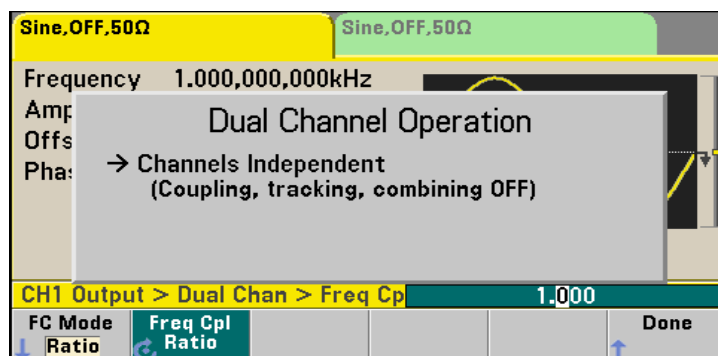 Sine,OFF,50Ω
Sine,OFF,50Ω
Frequency 1.000,000,000kHz
Dual Channel Operation
→ Channels Independent
(Coupling, tracking, combining OFF)
CH1 Output > Dual Chan > Freq Cp 1.000
FC Mode Freq Cpl Done
Ratio Ratio